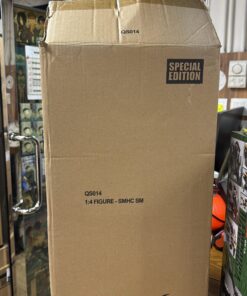 QS014
SPECIAL
EDITION
QS014
1:4 FIGURE - SMHC SM